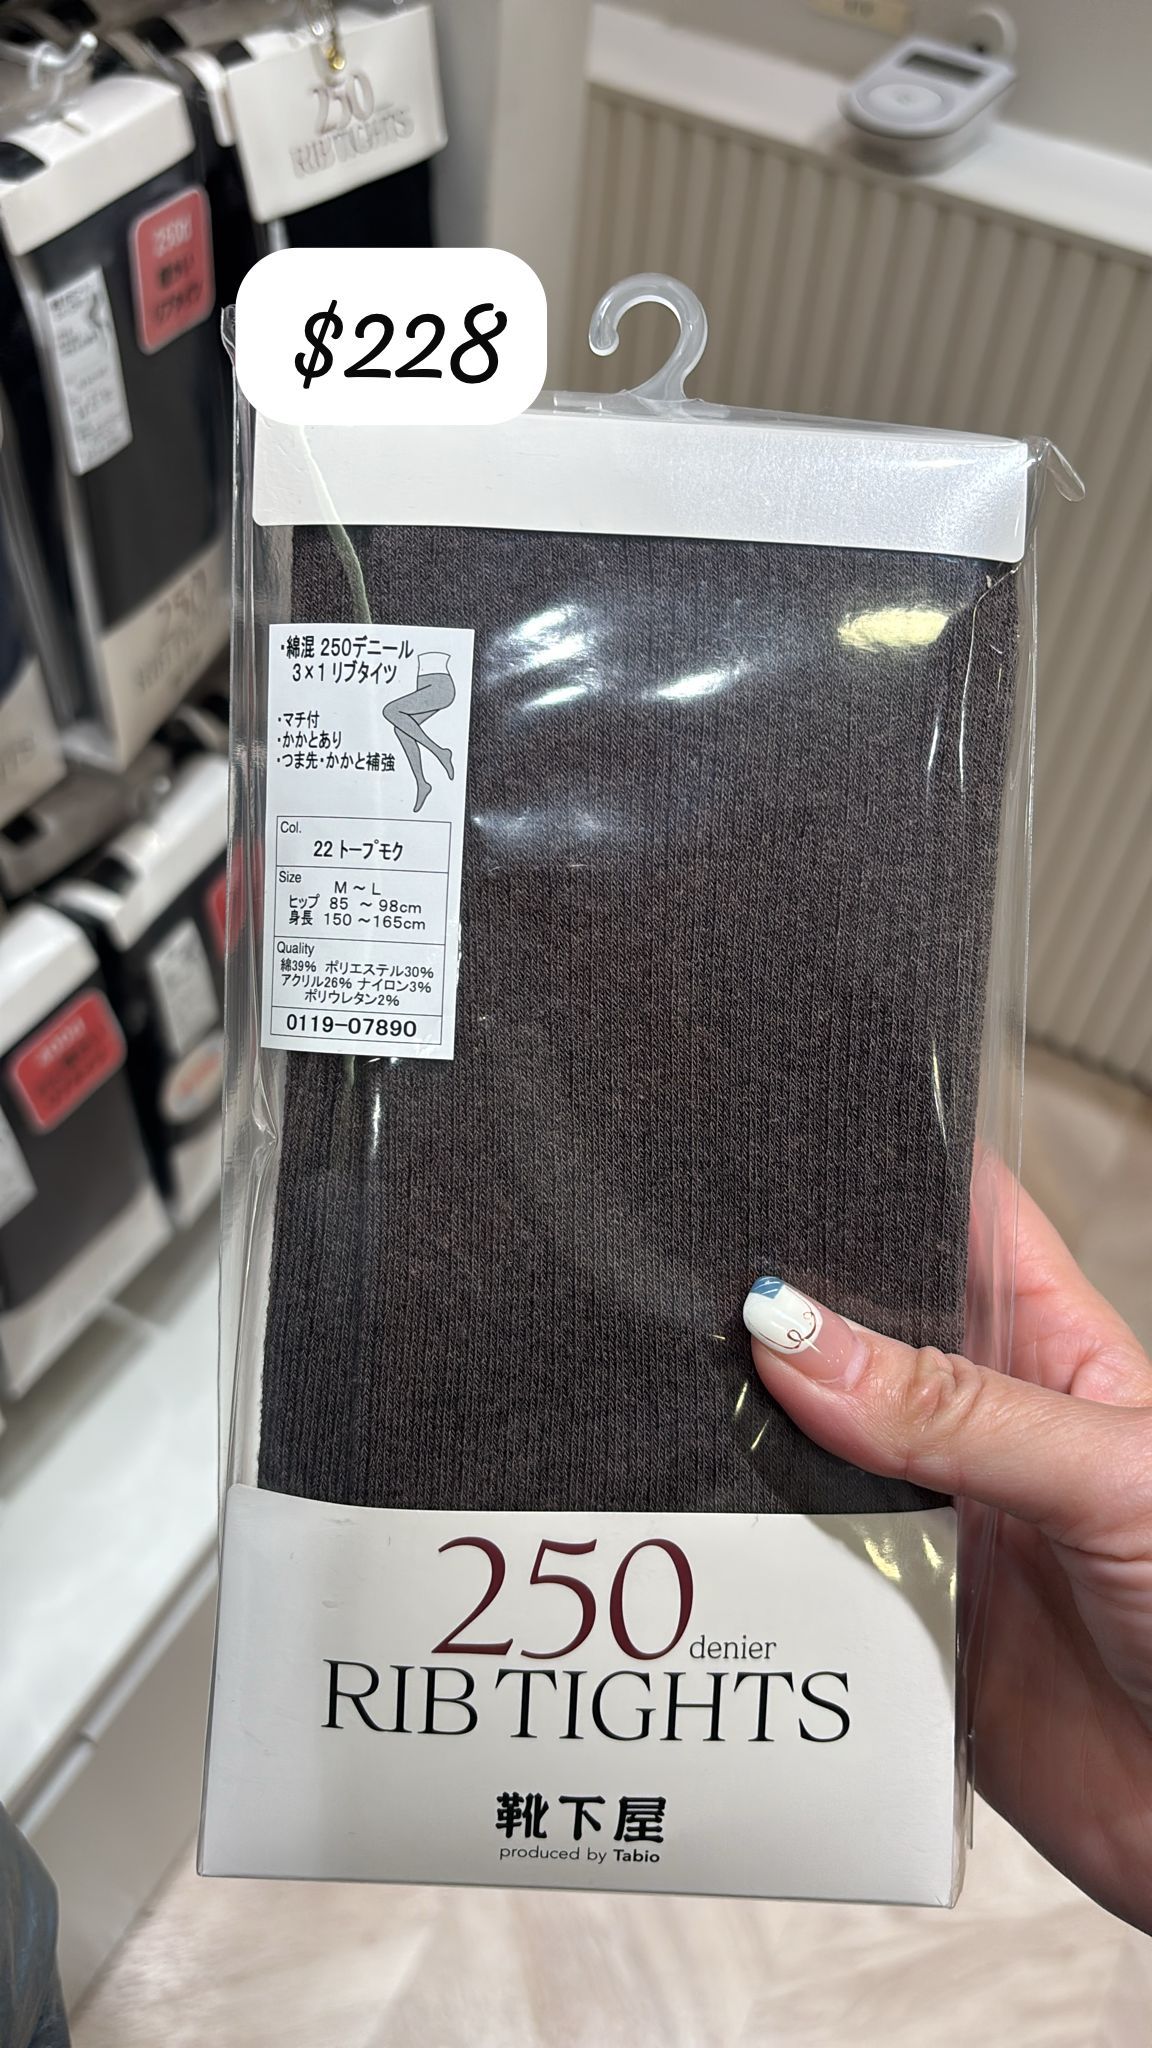 250
RIB TIGHTS
$228
・綿混 250デニール
3×1 リブタイツ
・マチ付
・かかとあり
・つま先・かかと補強
Col.
22 トープモク
Size
M ～ L
ヒップ 85 ～ 98cm
身長 150 ～165cm
Quality
綿39% ポリエステル30%
アクリル26% ナイロン3%
ポリウレタン2%
0119-07890
250 denier
RIB TIGHTS
靴下屋
produced by Tabio